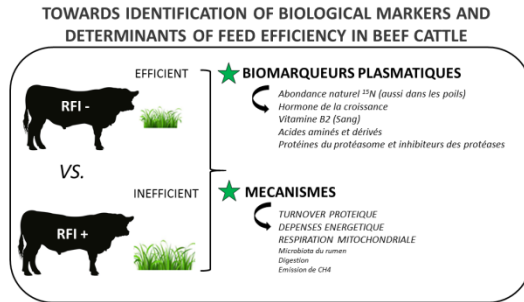 TOWARDS IDENTIFICATION OF BIOLOGICAL MARKERS AND
DETERMINANTS OF FEED EFFICIENCY IN BEEF CATTLE
EFFICIENT
RFI -
VS.
INEFFICIENT
RFI +
BIOMARQUEURS PLASMATIQUES
Abondance naturel ¹⁵N (aussi dans les poils)
Hormone de la croissance
Vitamine B2 (Sang)
Acides aminés et dérivés
Protéines du protéasome et inhibiteurs des protéases
MECANISMES
TURNOVER PROTEIQUE
DEPENSES ENERGETIQUE
RESPIRATION MITOCHONDRIALE
Microbiota du rumen
Digestion
Emission de CH4